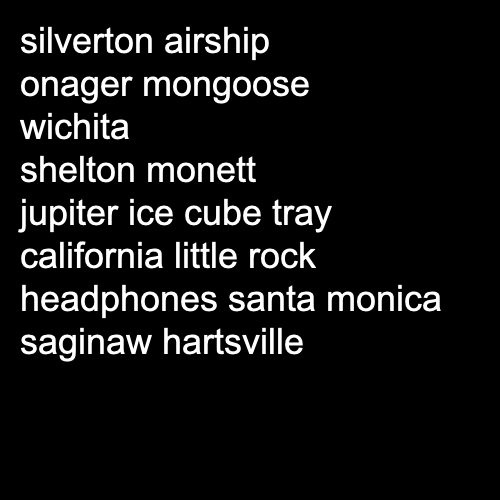 silverton airship
onager mongoose
wichita
shelton monett
jupiter ice cube tray
california little rock
headphones santa monica
saginaw hartsville